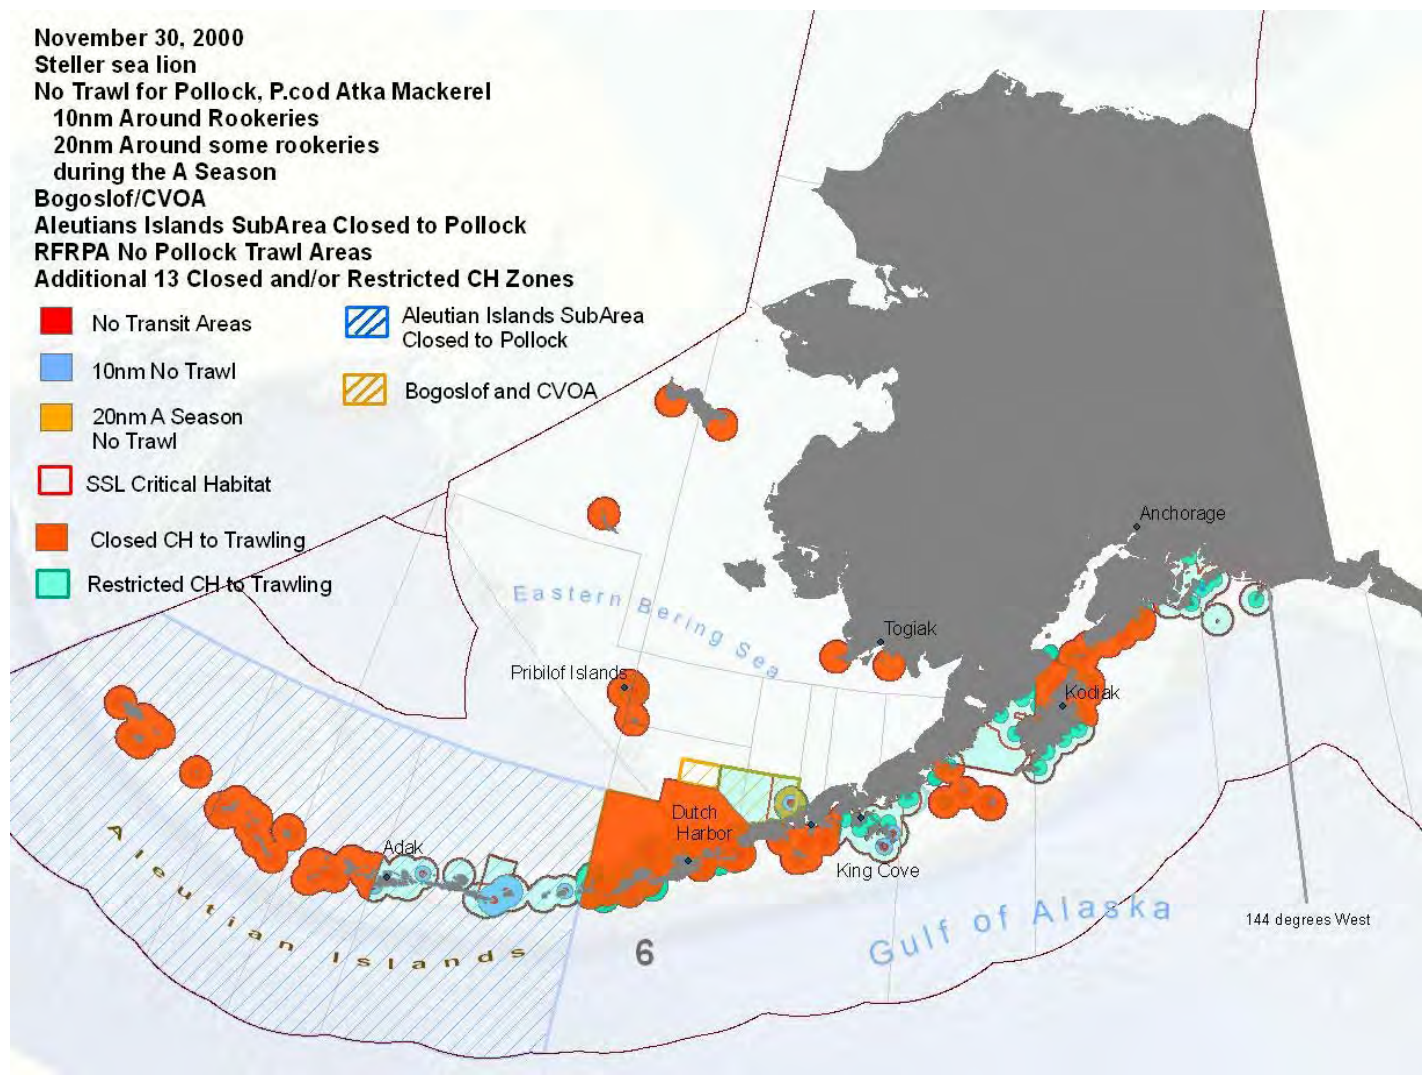 November 30, 2000
Steller sea lion
No Trawl for Pollock, P.cod Atka Mackerel
10nm Around Rookeries
20nm Around some rookeries
during the A Season
Bogoslof/CVOA
Aleutians Islands SubArea Closed to Pollock
RFRPA No Pollock Trawl Areas
Additional 13 Closed and/or Restricted CH Zones
No Transit Areas
10nm No Trawl
20nm A Season
No Trawl
SSL Critical Habitat
Closed CH to Trawling
Restricted CH to Trawling
Aleutian Islands SubArea
Closed to Pollock
Bogoslof and CVOA
Anchorage
Eastern Bering Sea
Togiak
Pribilof Islands
Kodiak
Dutch
Harbor
Adak
King Cove
Aleutian Islands
Gulf of Alaska
144 degrees West
6